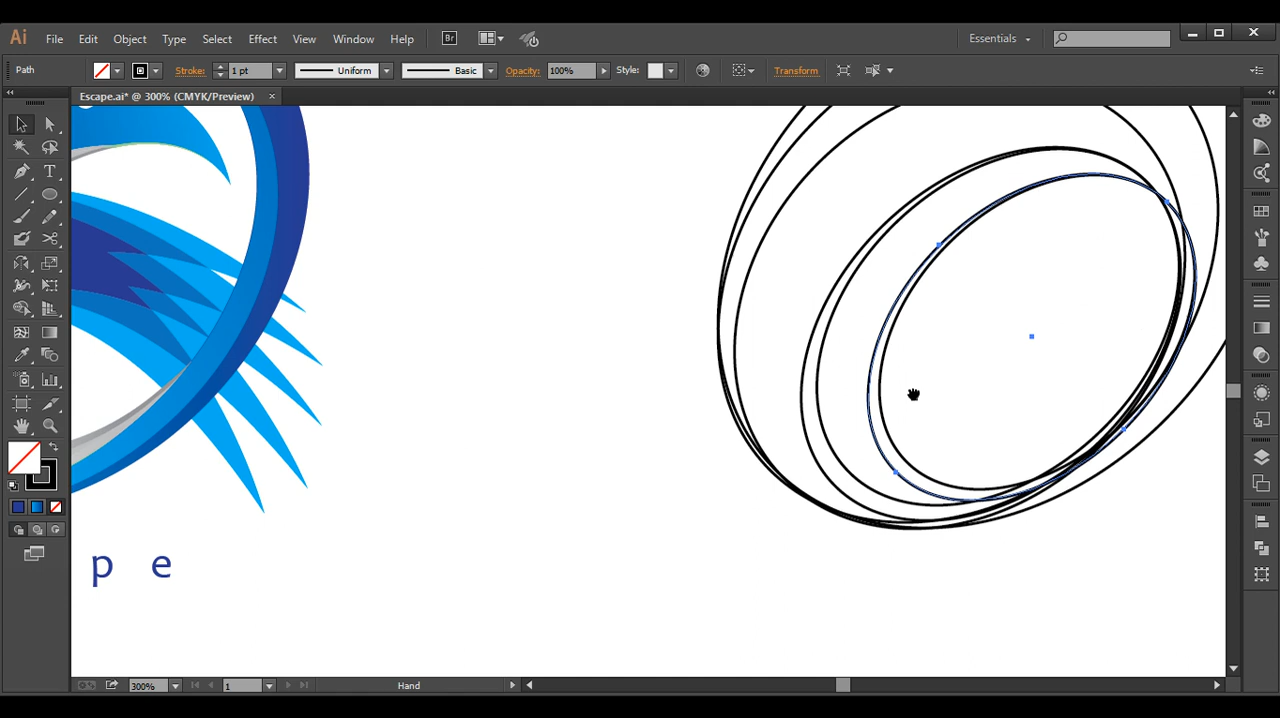 Ai File Edit Object Type Select Effect View Window Help Br Essentials
Path Stroke: 1 pt Uniform Basic Opacity: 100% Style: Transform
Escape.ai* @ 300% (CMYK/Preview) ×
T
p e
300% 1 Hand